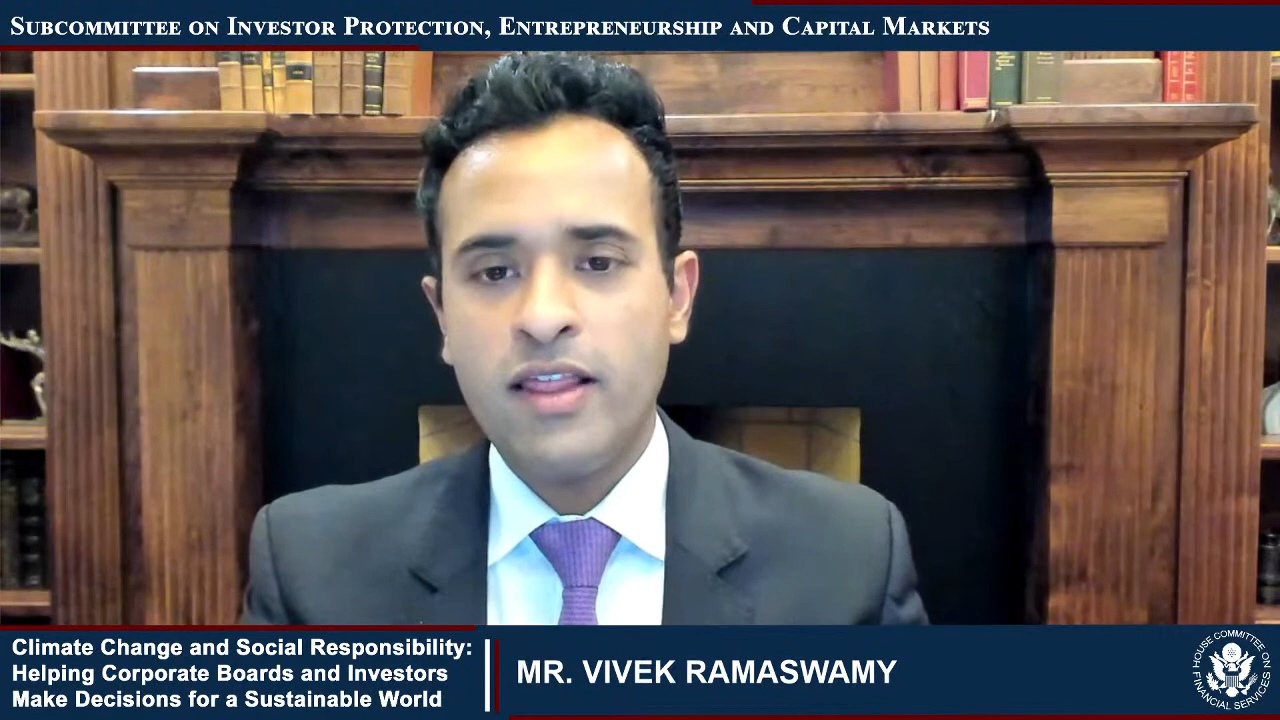 SUBCOMMITTEE ON INVESTOR PROTECTION, ENTREPRENEURSHIP AND CAPITAL MARKETS
Climate Change and Social Responsibility:
Helping Corporate Boards and Investors
Make Decisions for a Sustainable World
MR. VIVEK RAMASWAMY
HOUSE COMMITTEE ON
FINANCIAL SERVICES